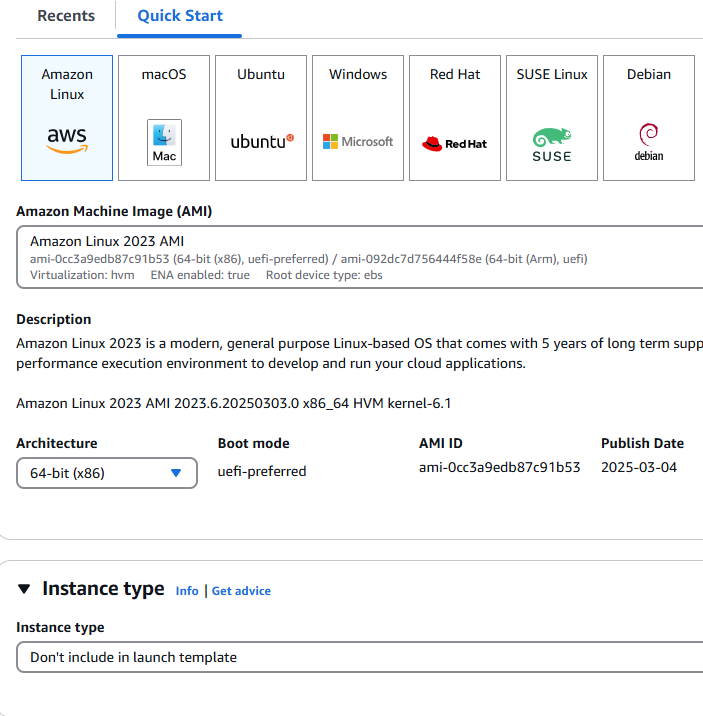 Recents Quick Start
Amazon Linux
aws
macOS
Mac
Ubuntu
ubuntu
Windows
Microsoft
Red Hat
Red Hat
SUSE Linux
SUSE
Debian
debian
Amazon Machine Image (AMI)
Amazon Linux 2023 AMI
ami-0cc3a9edb87c91b53 (64-bit (x86), uefi-preferred) / ami-092dc7d756444f58e (64-bit (Arm), uefi)
Virtualization: hvm ENA enabled: true Root device type: ebs
Description
Amazon Linux 2023 is a modern, general purpose Linux-based OS that comes with 5 years of long term supp
performance execution environment to develop and run your cloud applications.
Amazon Linux 2023 AMI 2023.6.20250303.0 x86_64 HVM kernel-6.1
Architecture Boot mode AMI ID Publish Date
64-bit (x86) uefi-preferred ami-0cc3a9edb87c91b53 2025-03-04
Instance type Info | Get advice
Instance type
Don't include in launch template